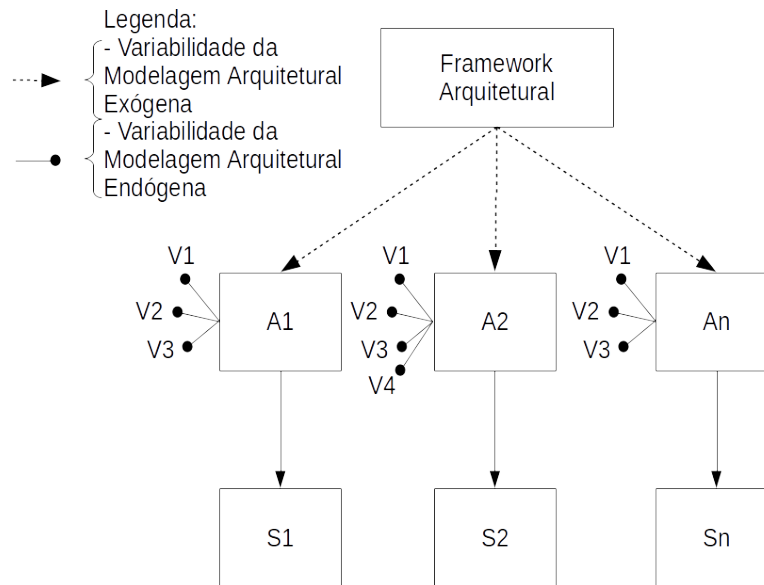 Legenda:
- Variabilidade da
Modelagem Arquitetural
Exógena
- Variabilidade da
Modelagem Arquitetural
Endógena
Framework
Arquitetural
V1
V2
V3
A1
V1
V2
V3
V4
A2
V1
V2
V3
An
S1
S2
Sn